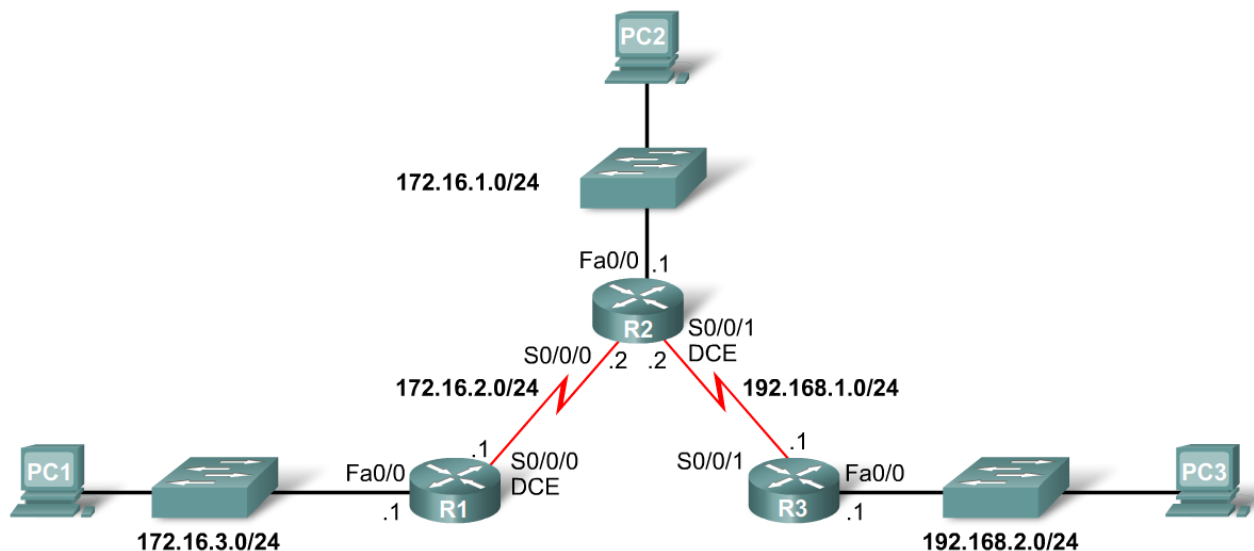 PC2
172.16.1.0/24
Fa0/0
.1
R2
S0/0/1
DCE
S0/0/0
.2
.2
172.16.2.0/24
192.168.1.0/24
PC1
Fa0/0
.1
.1
S0/0/0
DCE
R1
172.16.3.0/24
S0/0/1
.1
Fa0/0
.1
R3
PC3
192.168.2.0/24